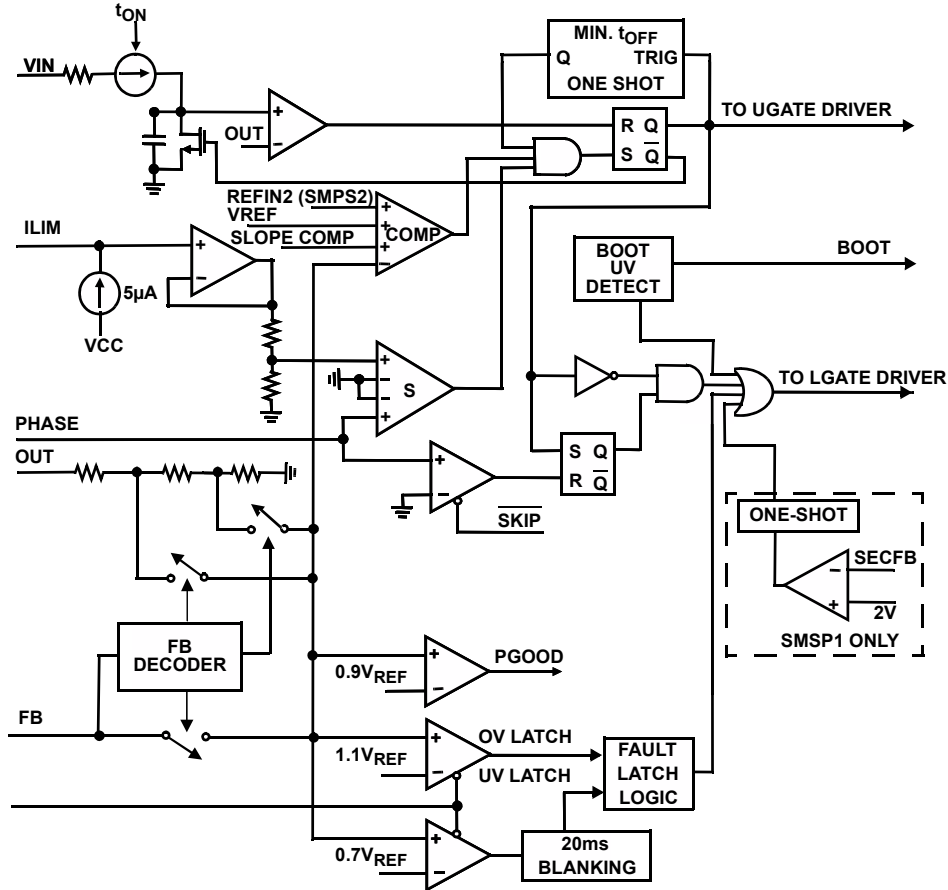 tON
VIN
MIN. tOFF
Q TRIG
ONE SHOT
TO UGATE DRIVER
+
OUT
−
R Q
S Q
REFIN2 (SMPS2)
VREF
SLOPE COMP
+
+
+
−
COMP
ILIM
+
−
5µA
VCC
BOOT
UV
DETECT
BOOT
+
−
−
+
S
TO LGATE DRIVER
PHASE
OUT
+
−
SKIP
S Q
R Q
ONE-SHOT
SECFB
−
+
2V
SMSP1 ONLY
FB
DECODER
+
0.9VREF
−
PGOOD
FB
+
1.1VREF
−
OV LATCH
UV LATCH
FAULT
LATCH
LOGIC
+
0.7VREF
−
20ms
BLANKING